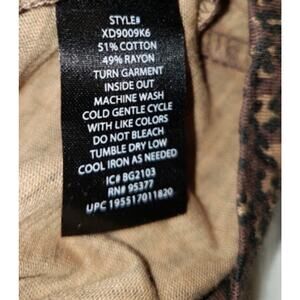 STYLE#
XD9009K6
51% COTTON
49% RAYON
TURN GARMENT
INSIDE OUT
MACHINE WASH
COLD GENTLE CYCLE
WITH LIKE COLORS
DO NOT BLEACH
TUMBLE DRY LOW
COOL IRON AS NEEDED
IC# BG2103
RN# 95377
UPC 195517011820